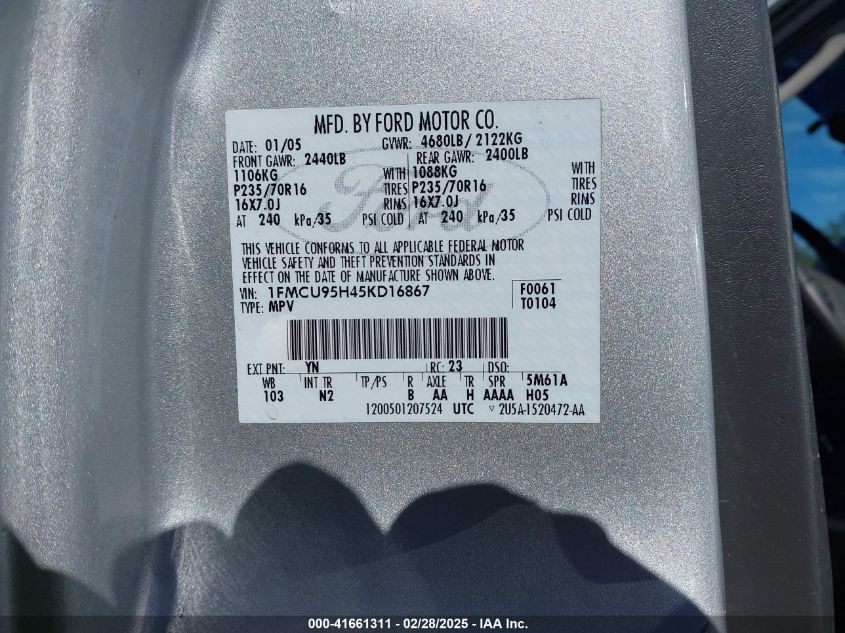 MFD. BY FORD MOTOR CO.
DATE: 01/05 GVWR: 4680LB/ 2122KG
FRONT GAWR: 2440LB REAR GAWR: 2400LB
1106KG WITH 1088KG WITH
P235/70R16 TIRES P235/70R16 TIRES
16X7.0J RIMS 16X7.0J RIMS
AT 240 kPa/35 PSI COLD AT 240 kPa/35 PSI COLD
Ford
THIS VEHICLE CONFORMS TO ALL APPLICABLE FEDERAL MOTOR
VEHICLE SAFETY AND THEFT PREVENTION STANDARDS IN
EFFECT ON THE DATE OF MANUFACTURE SHOWN ABOVE.
VIN: 1FMCU95H45KD16867 F0061
TYPE: MPV T0104
EXT PNT: YN RC: 23 DSO:
WB INT TR TP/PS R AXLE TR SPR 5M61A
103 N2 B AA H AAAA H05
1200501207524 UTC ▽ 2U5A-1520472-AA
000-41661311 / 02/28/2025 - IAA Inc.